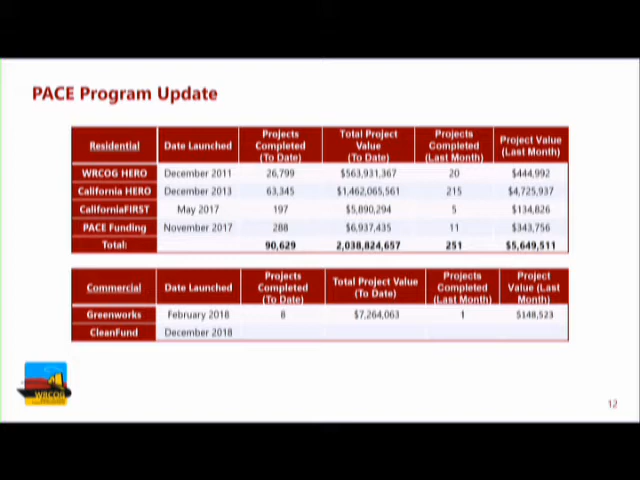 PACE Program Update
Residential Date Launched Projects Completed (To Date) Total Project Value (To Date) Projects Completed (Last Month) Project Value (Last Month)
WRCOG HERO December 2011 26,799 $563,931,367 20 $444,992
California HERO December 2013 63,345 $1,462,065,561 215 $4,725,937
CaliforniaFIRST May 2017 197 $5,890,294 5 $134,826
PACE Funding November 2017 288 $6,937,435 11 $343,756
Total: 90,629 2,038,824,657 251 $5,649,511
Commercial Date Launched Projects Completed (To Date) Total Project Value (To Date) Projects Completed (Last Month) Project Value (Last Month)
Greenworks February 2018 8 $7,264,063 1 $148,523
CleanFund December 2018
WRCOG
12